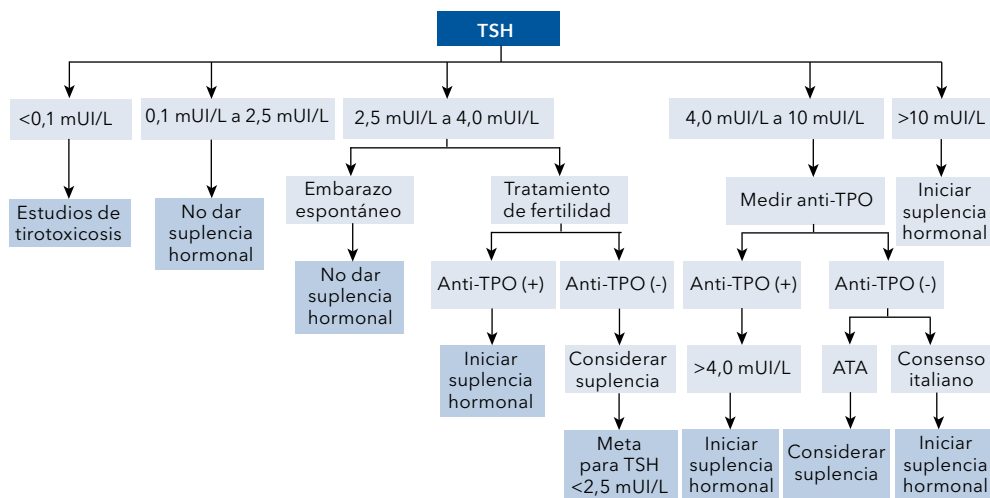 TSH
<0,1 mUI/L
0,1 mUI/L a 2,5 mUI/L
2,5 mUI/L a 4,0 mUI/L
4,0 mUI/L a 10 mUI/L
>10 mUI/L
Estudios de
tirotoxicosis
No dar
suplencia
hormonal
Embarazo
espontáneo
Tratamiento
de fertilidad
Medir anti-TPO
Iniciar
suplencia
hormonal
No dar
suplencia
hormonal
Anti-TPO (+)
Anti-TPO (-)
Anti-TPO (+)
Anti-TPO (-)
Iniciar
suplencia
hormonal
Considerar
suplencia
>4,0 mUI/L
ATA
Consenso
italiano
Meta
para TSH
<2,5 mUI/L
Iniciar
suplencia
hormonal
Considerar
suplencia
Iniciar
suplencia
hormonal